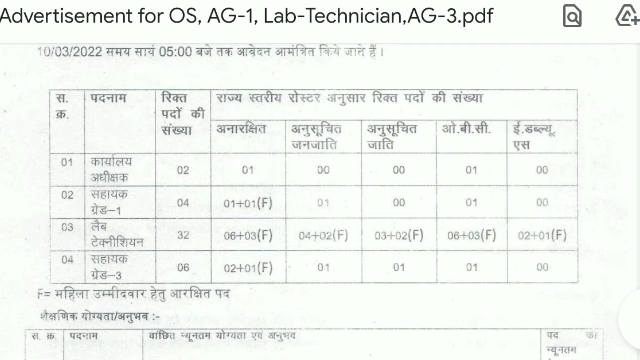 Advertisement for OS, AG-1, Lab-Technician,AG-3.pdf
10/03/2022 समय सायं 05:00 बजे तक आवेदन आमंत्रित किये जाते हैं।
स. क्र. पदनाम रिक्त पदों की संख्या राज्य स्तरीय रोस्टर अनुसार रिक्त पदों की संख्या
अनारक्षित अनुसूचित जनजाति अनुसूचित जाति ओ.बी.सी. ई.डब्ल्यू. एस
01 कार्यालय अधीक्षक 02 01 00 00 01 00
02 सहायक ग्रेड–1 04 01+01(F) 01 00 01 00
03 लैब टेक्नीशियन 32 06+03(F) 04+02(F) 03+02(F) 06+03(F) 02+01(F)
04 सहायक ग्रेड–3 06 02+01(F) 01 01 01 00
F= महिला उम्मीदवार हेतु आरक्षित पद
शैक्षणिक योग्यता/अनुभव :-
स. क्र. पदनाम वांछित न्यूनतम योग्यता एवं अनुभव पद का न्यूनतम